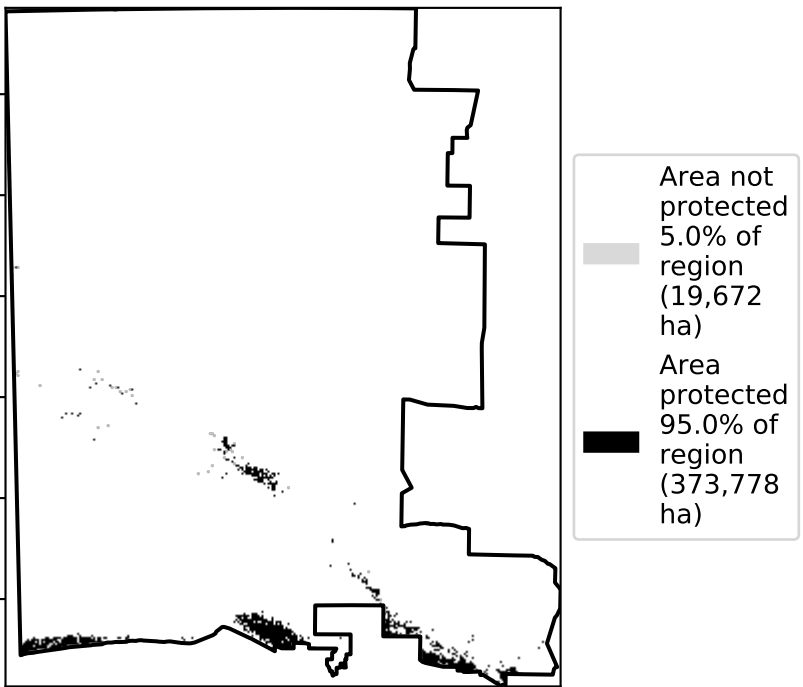 Area not
protected
5.0% of
region
(19,672
ha)
Area
protected
95.0% of
region
(373,778
ha)